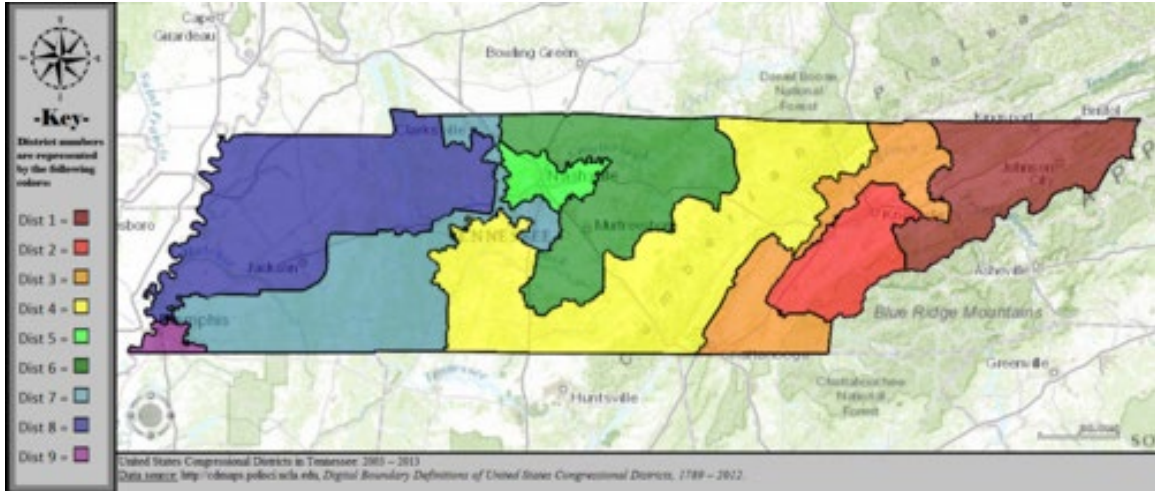 -Key-
District numbers
are represented
by the following
colors:
Dist 1 =
Dist 2 =
Dist 3 =
Dist 4 =
Dist 5 =
Dist 6 =
Dist 7 =
Dist 8 =
Dist 9 =
Cape
Girardeau
Bowling Green
Daniel Boone
National
Forest
Clarksville
Nashville
Kingsport
Bristol
Johnson
City
esboro
TENNESSEE
Jackson
Memphis
Asheville
Blue Ridge Mountains
Greenville
Chattahoochee
National
Forest
Huntsville
United States Congressional Districts in Tennessee: 2003 – 2013
Data source: http://cdmaps.polisci.ucla.edu, Digital Boundary Definitions of United States Congressional Districts, 1789 – 2012.